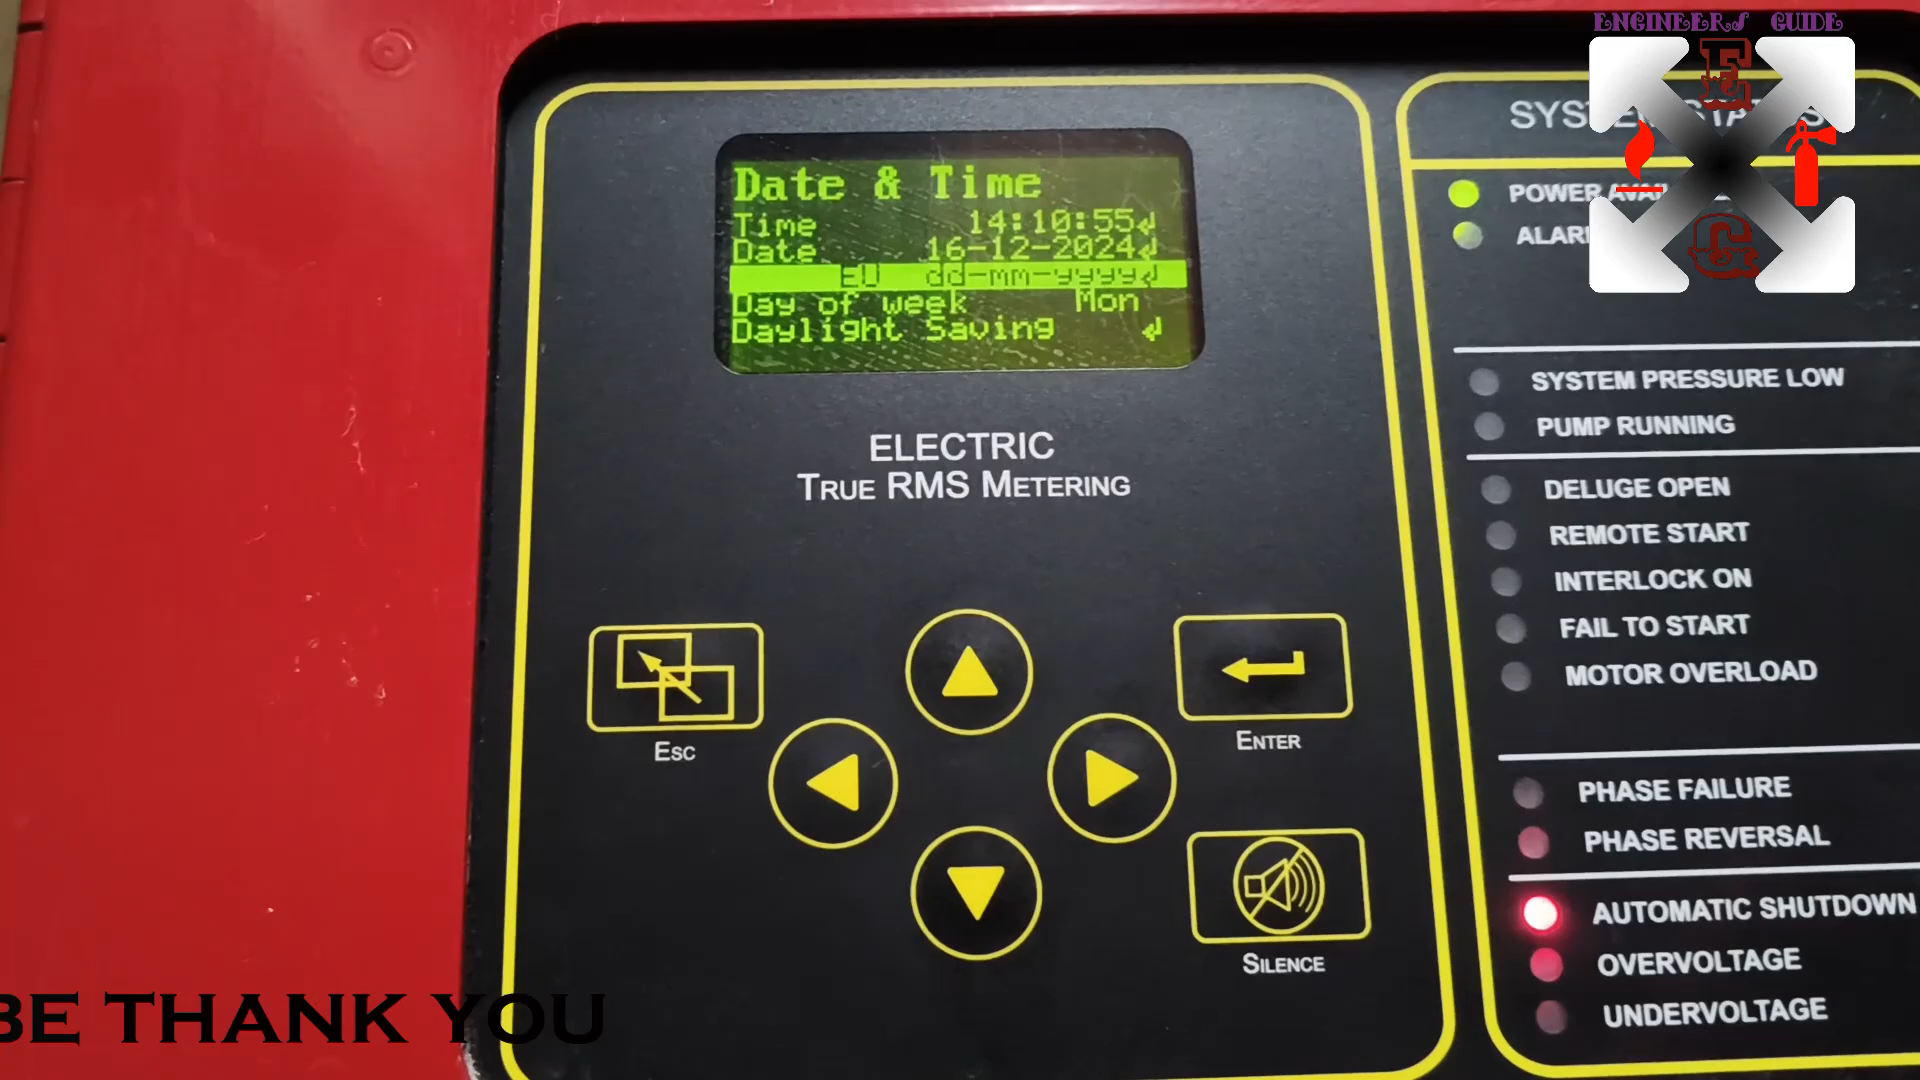 ENGINEERS GUIDE
E
G
Date & Time
Time 14:10:55↲
Date 16-12-2024↲
EU dd-mm-yyyy↲
Day of week Mon
Daylight Saving ↲
ELECTRIC
TRUE RMS METERING
ESC
ENTER
SILENCE
POWER
SYSTEM PRESSURE LOW
PUMP RUNNING
DELUGE OPEN
REMOTE START
INTERLOCK ON
FAIL TO START
MOTOR OVERLOAD
PHASE FAILURE
PHASE REVERSAL
AUTOMATIC SHUTDOWN
OVERVOLTAGE
UNDERVOLTAGE
BE THANK YOU